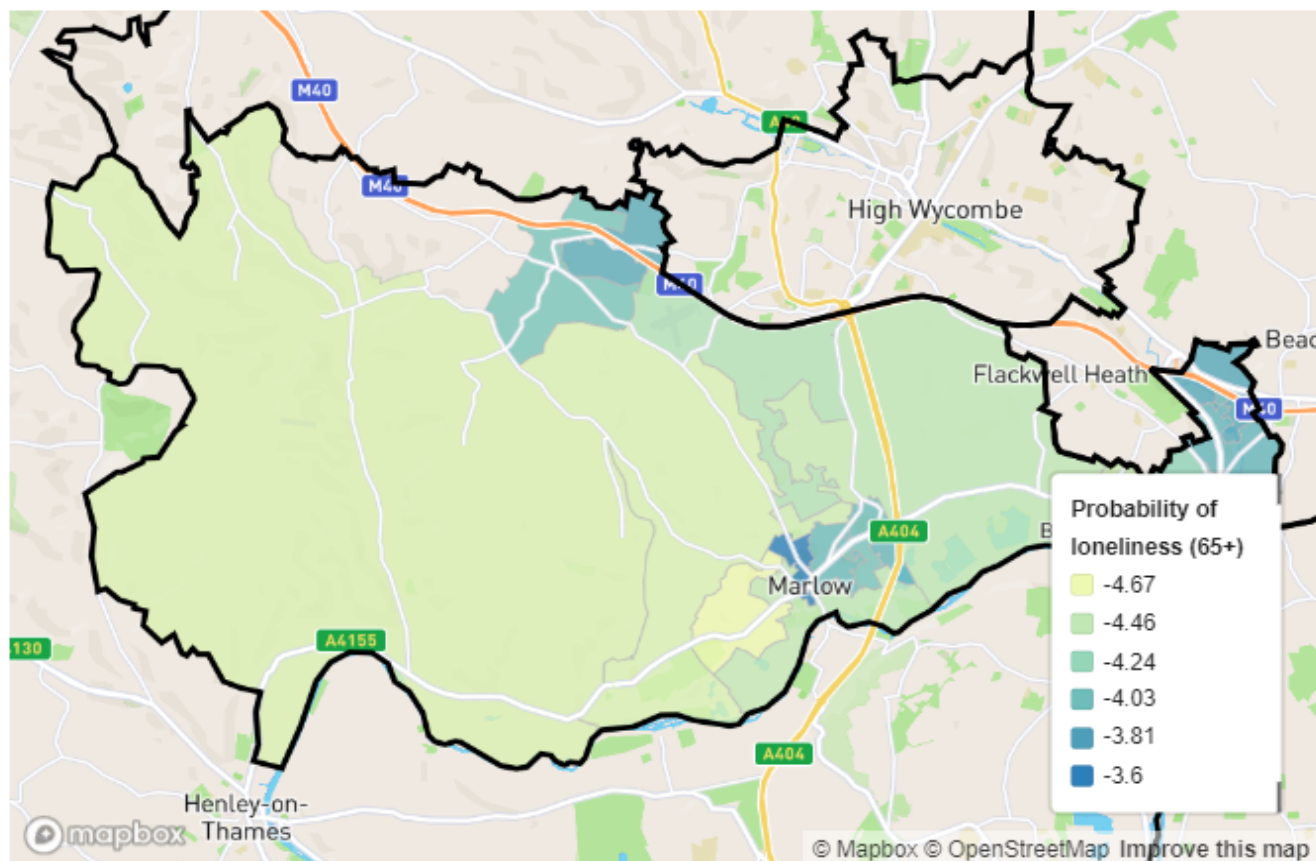 M40
A40
High Wycombe
M40
M40
Beac
Flackwell Heath
M40
Probability of
loneliness (65+)
-4.67
-4.46
-4.24
-4.03
-3.81
-3.6
B
A404
Marlow
A4155
130
A404
Henley-on-
Thames
mapbox
© Mapbox © OpenStreetMap Improve this map